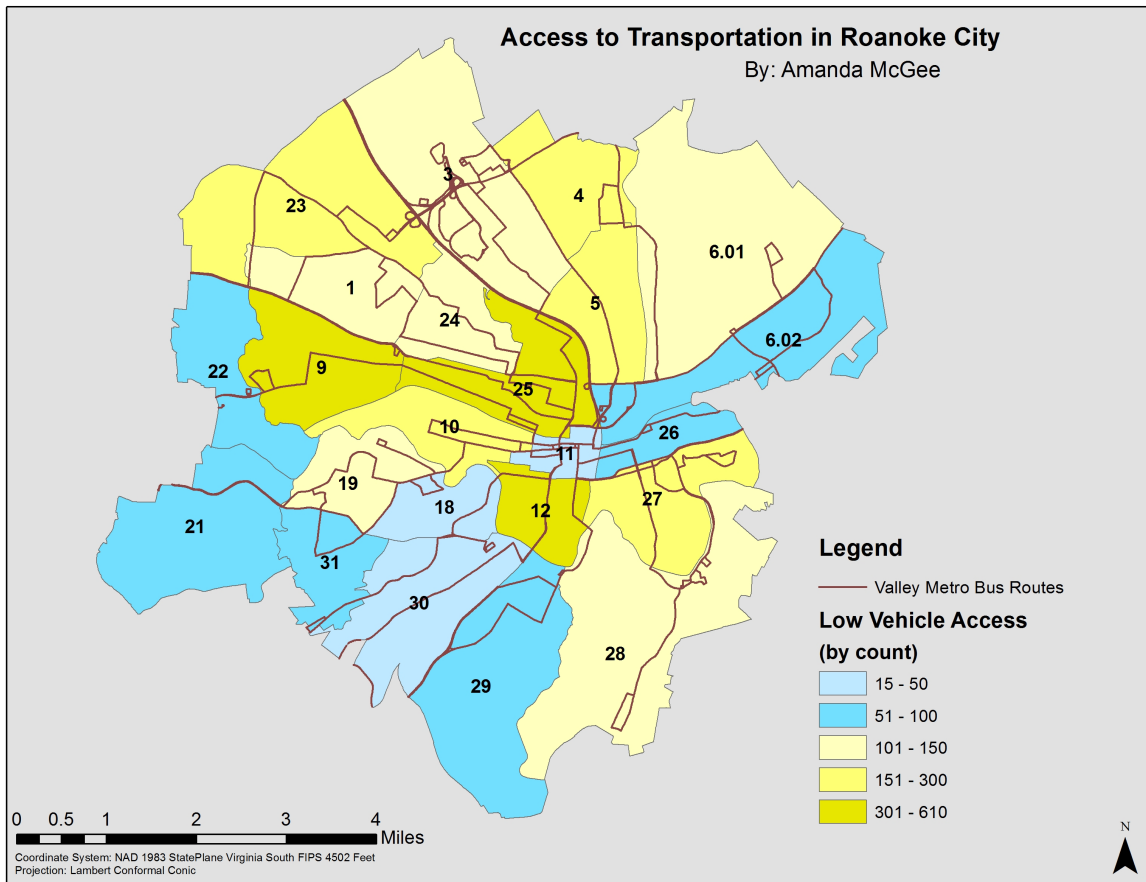 Access to Transportation in Roanoke City
By: Amanda McGee
3
4
23
6.01
1
5
24
6.02
22
9
25
10
26
11
19
18
12
27
21
31
30
28
29
Legend
Valley Metro Bus Routes
Low Vehicle Access
(by count)
15 - 50
51 - 100
101 - 150
151 - 300
301 - 610
0 0.5 1 2 3 4
Miles
N
Coordinate System: NAD 1983 StatePlane Virginia South FIPS 4502 Feet
Projection: Lambert Conformal Conic